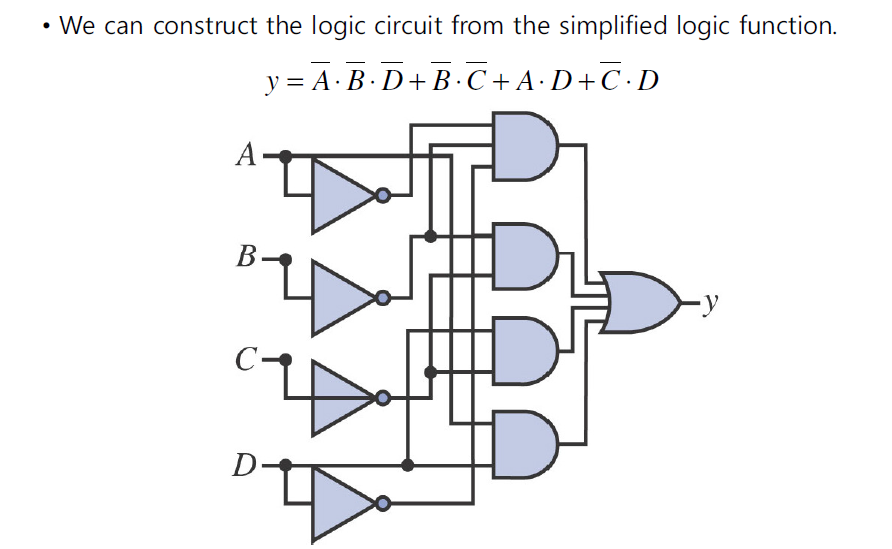 • We can construct the logic circuit from the simplified logic function.
y = A̅ · B̅ · D̅ + B̅ · C̅ + A · D + C̅ · D
A
B
C
D
y